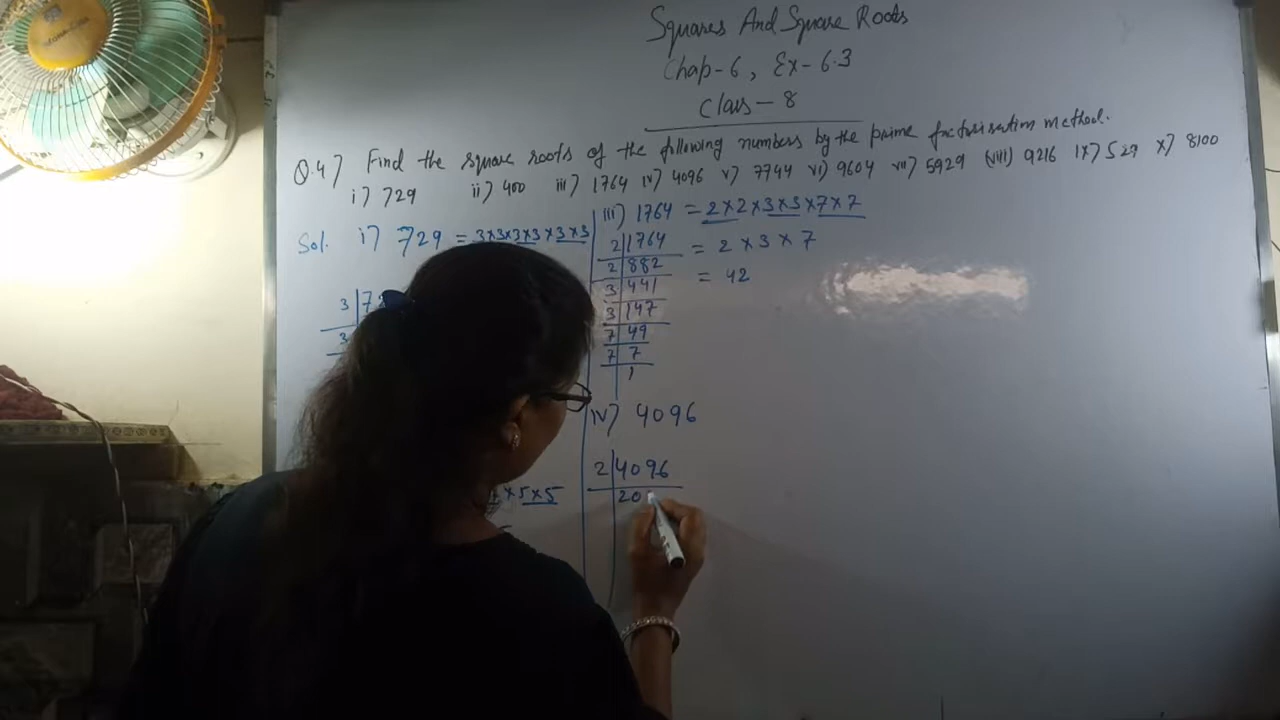 Squares And Square Roots
Chap-6, Ex-6.3
Class-8
Q.4) Find the square roots of the following numbers by the prime factorisation method.
i) 729 ii) 400 iii) 1764 iv) 4096 v) 7744 vi) 9604 vii) 5929 (viii) 9216 ix) 529 x) 8100
Sol. i) 729 = 3×3×3×3×3×3
3 | 7
3
× 5×5
iii) 1764 = 2×2×3×3×7×7
2 | 1764 = 2×3×7
2 | 882 = 42
3 | 441
3 | 147
7 | 49
7 | 7
1
iv) 4096
2 | 4096
20